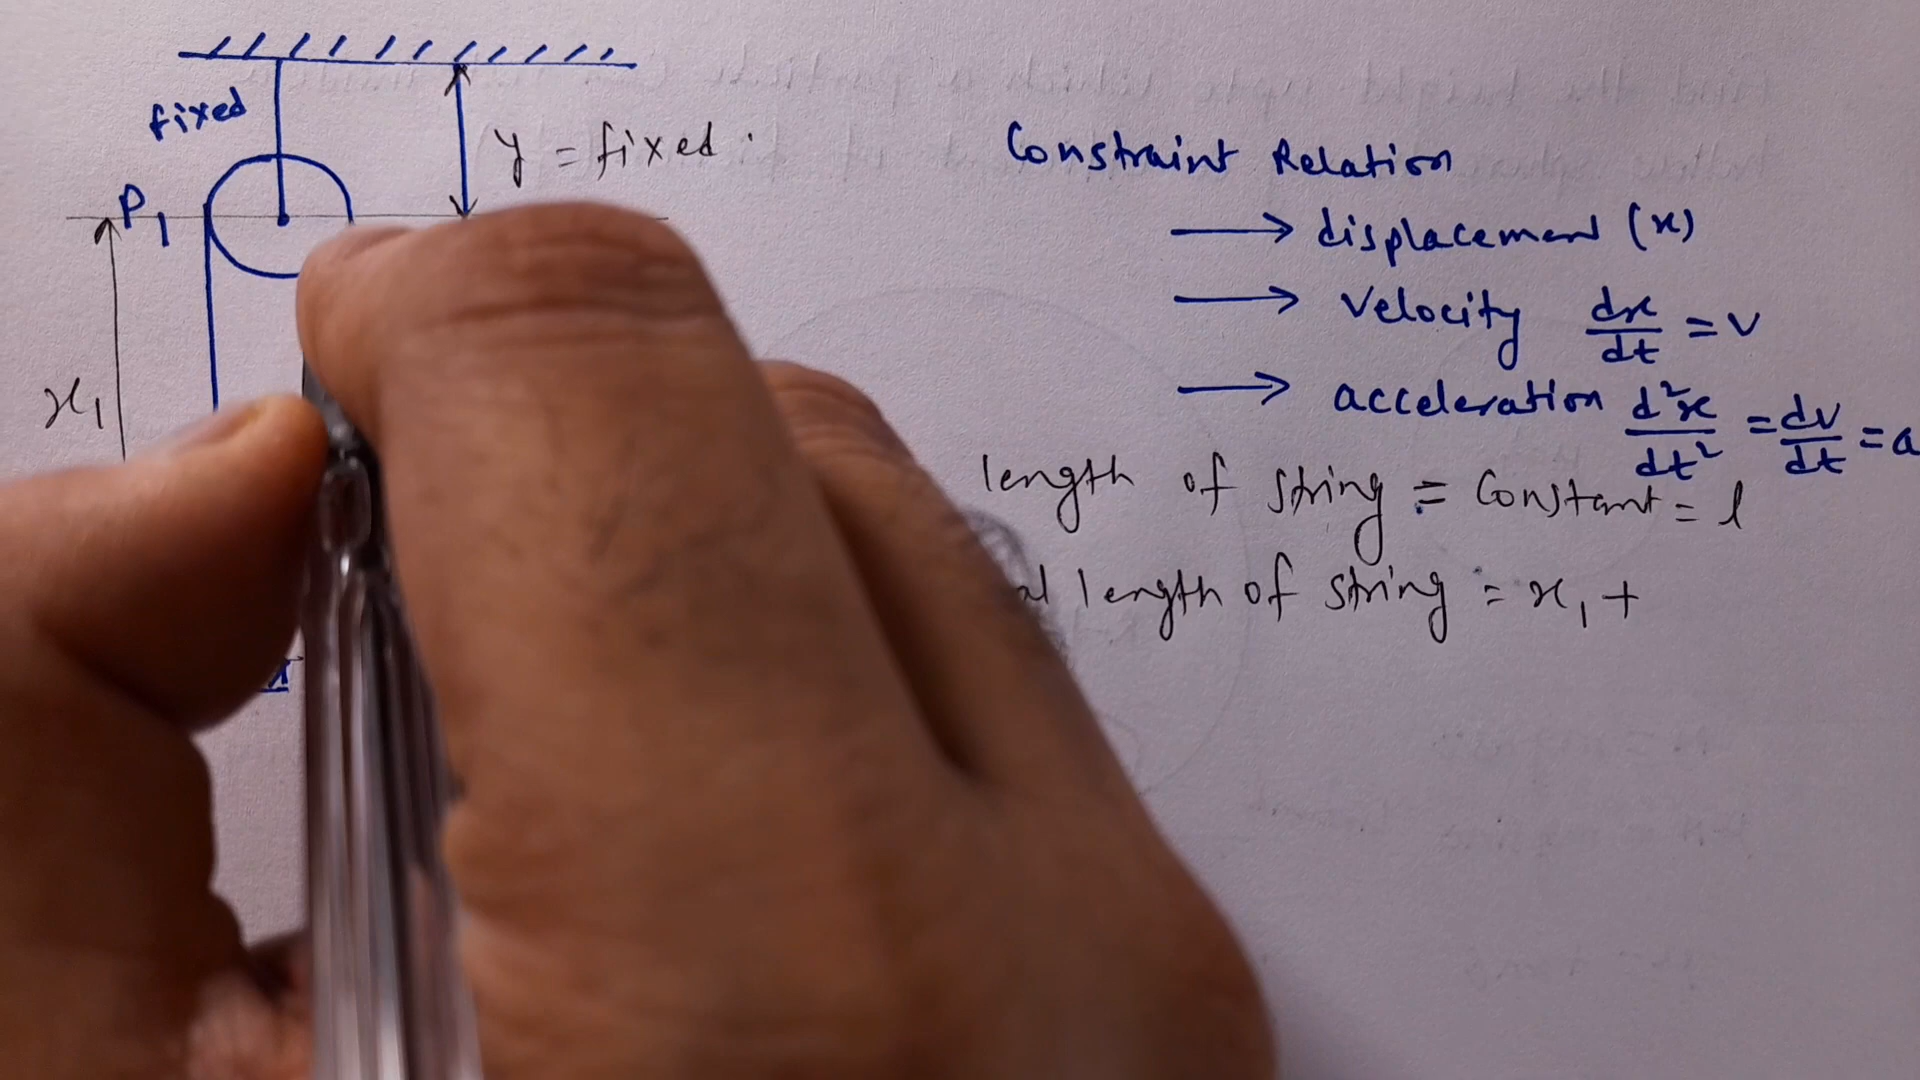 fixed
y = fixed
P1
x1
Constraint Relation
→ displacement (x)
→ velocity dx/dt = v
→ acceleration d²x/dt² = dv/dt = a
length of string = Constant = l
length of string = x1 +